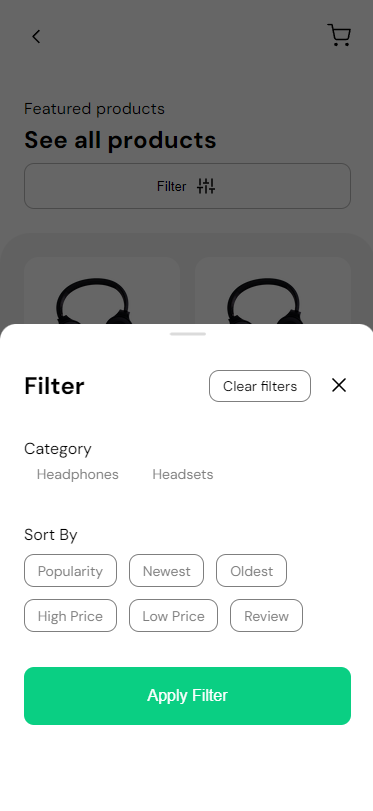 Featured products
See all products
Filter
Filter
Clear filters
Category
Headphones Headsets
Sort By
Popularity Newest Oldest
High Price Low Price Review
Apply Filter